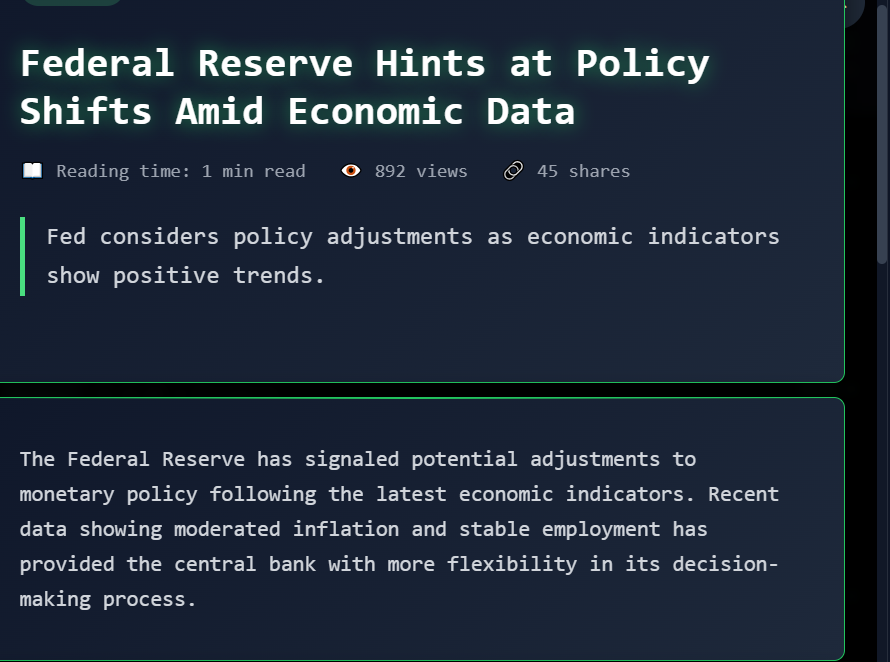 Federal Reserve Hints at Policy
Shifts Amid Economic Data
Reading time: 1 min read 892 views 45 shares
Fed considers policy adjustments as economic indicators
show positive trends.
The Federal Reserve has signaled potential adjustments to
monetary policy following the latest economic indicators. Recent
data showing moderated inflation and stable employment has
provided the central bank with more flexibility in its decision-
making process.